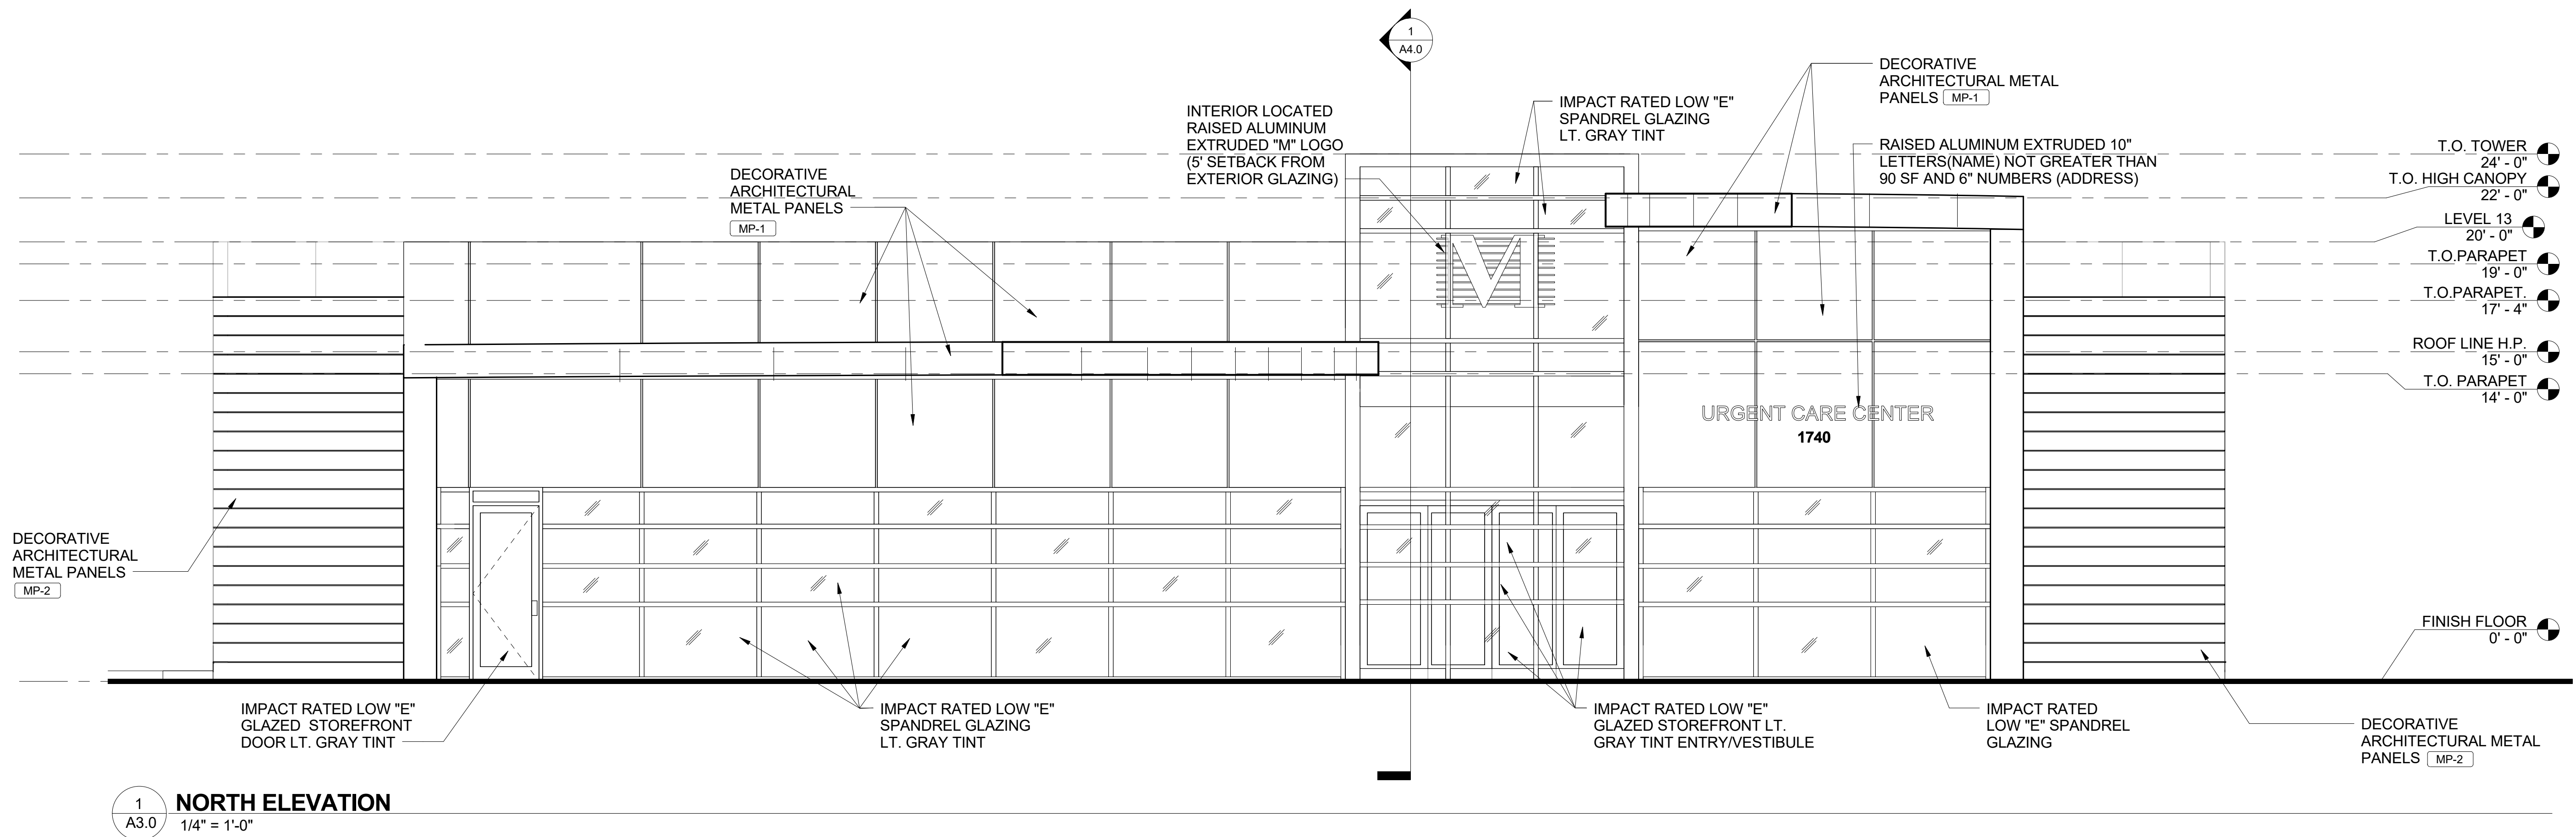 1
A4.0
DECORATIVE
ARCHITECTURAL METAL
PANELS MP-1
IMPACT RATED LOW "E"
SPANDREL GLAZING
LT. GRAY TINT
INTERIOR LOCATED
RAISED ALUMINUM
EXTRUDED "M" LOGO
(5' SETBACK FROM
EXTERIOR GLAZING)
RAISED ALUMINUM EXTRUDED 10"
LETTERS(NAME) NOT GREATER THAN
90 SF AND 6" NUMBERS (ADDRESS)
DECORATIVE
ARCHITECTURAL
METAL PANELS
MP-1
T.O. TOWER
24' - 0"
T.O. HIGH CANOPY
22' - 0"
LEVEL 13
20' - 0"
T.O.PARAPET
19' - 0"
T.O.PARAPET.
17' - 4"
ROOF LINE H.P.
15' - 0"
T.O. PARAPET
14' - 0"
M
URGENT CARE CENTER
1740
DECORATIVE
ARCHITECTURAL
METAL PANELS
MP-2
FINISH FLOOR
0' - 0"
IMPACT RATED LOW "E"
GLAZED STOREFRONT
DOOR LT. GRAY TINT
IMPACT RATED LOW "E"
SPANDREL GLAZING
LT. GRAY TINT
IMPACT RATED LOW "E"
GLAZED STOREFRONT LT.
GRAY TINT ENTRY/VESTIBULE
IMPACT RATED
LOW "E" SPANDREL
GLAZING
DECORATIVE
ARCHITECTURAL METAL
PANELS MP-2
1
A3.0
NORTH ELEVATION
1/4" = 1'-0"